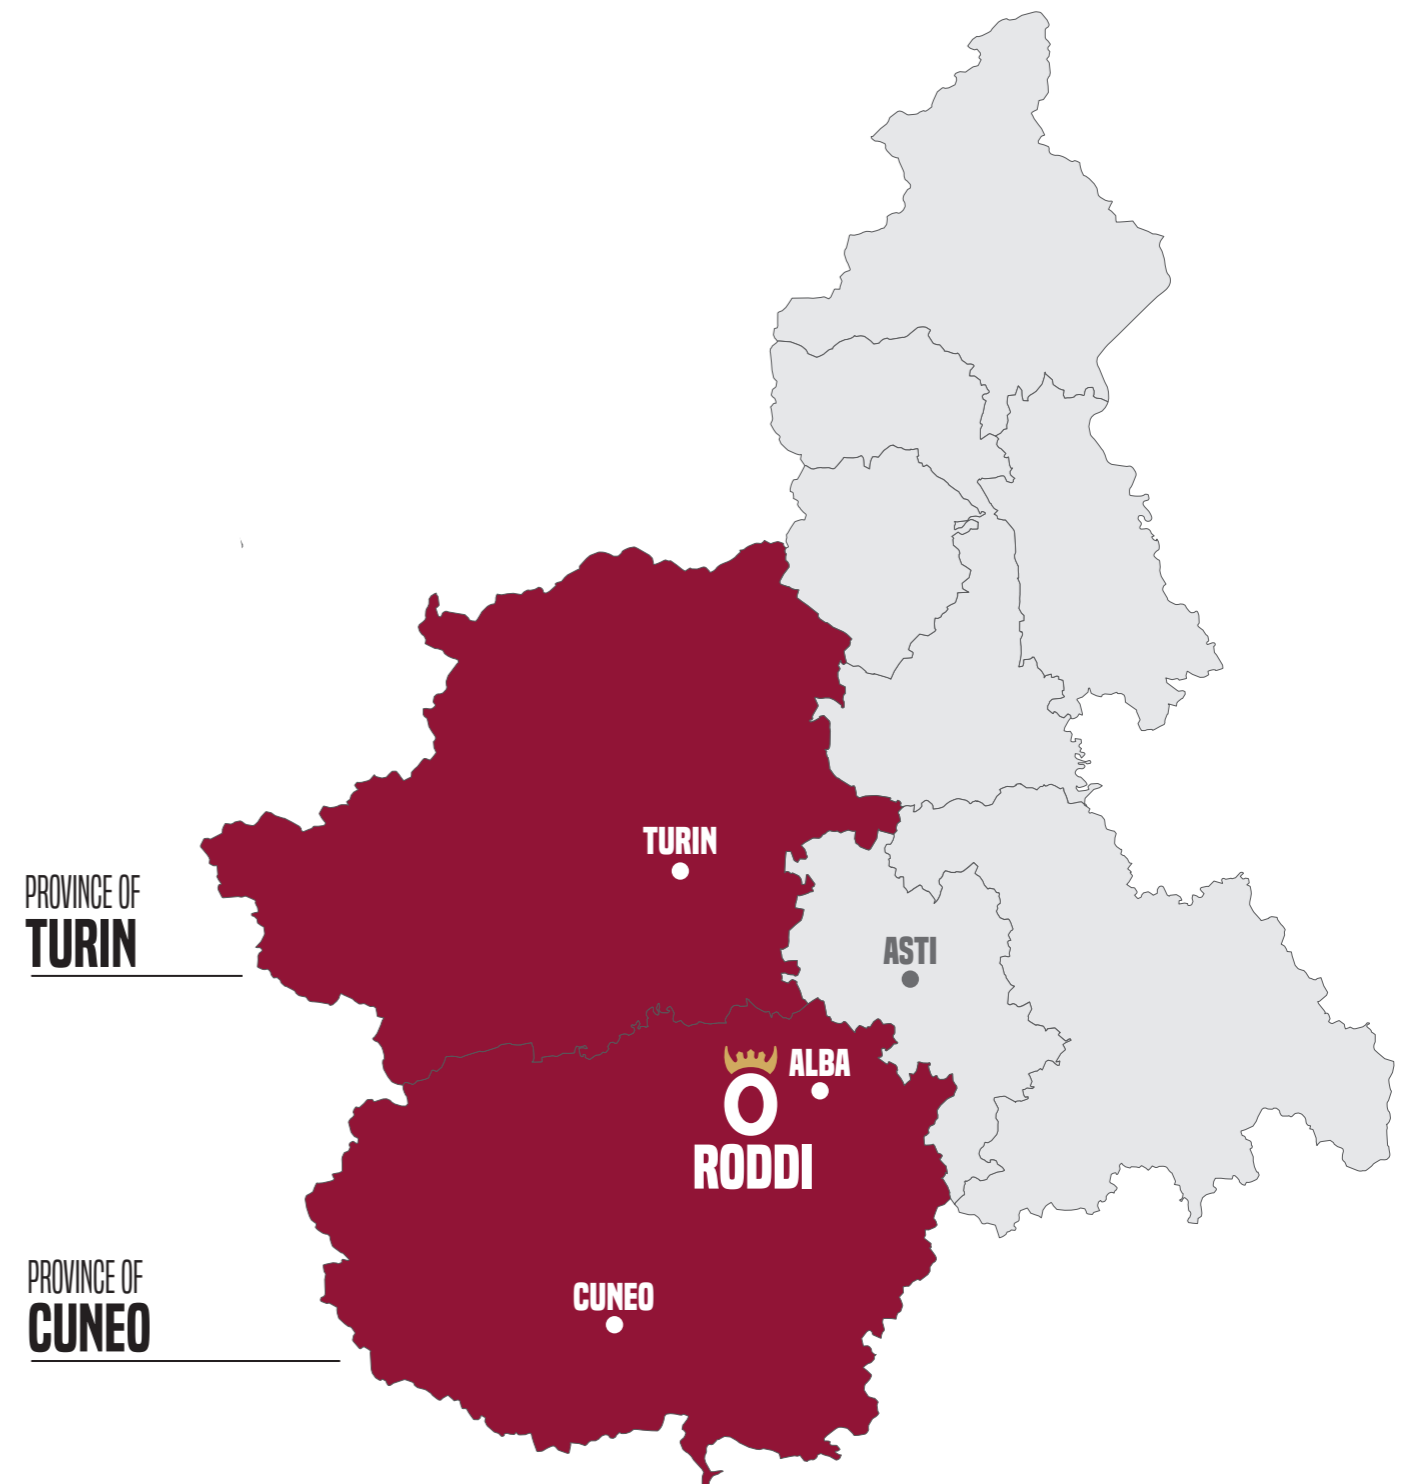 TURIN
PROVINCE OF
TURIN
ASTI
ALBA
RODDI
PROVINCE OF
CUNEO
CUNEO